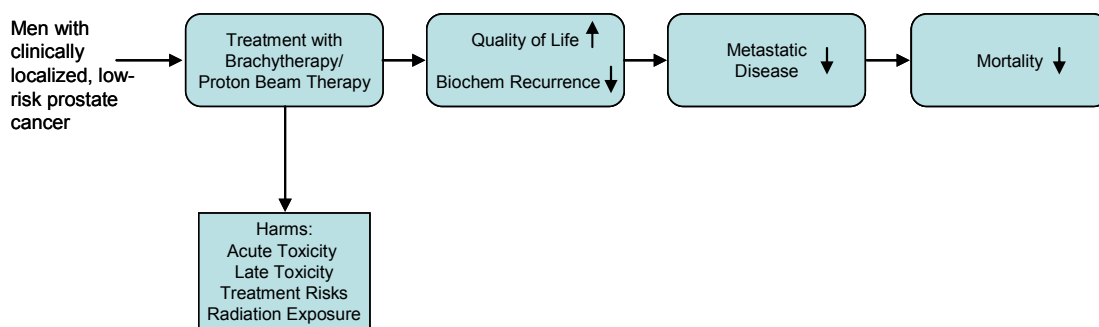 Men with
clinically
localized, low-
risk prostate
cancer
Treatment with
Brachytherapy/
Proton Beam Therapy
Quality of Life
Biochem Recurrence
Metastatic
Disease
Mortality
Harms:
Acute Toxicity
Late Toxicity
Treatment Risks
Radiation Exposure